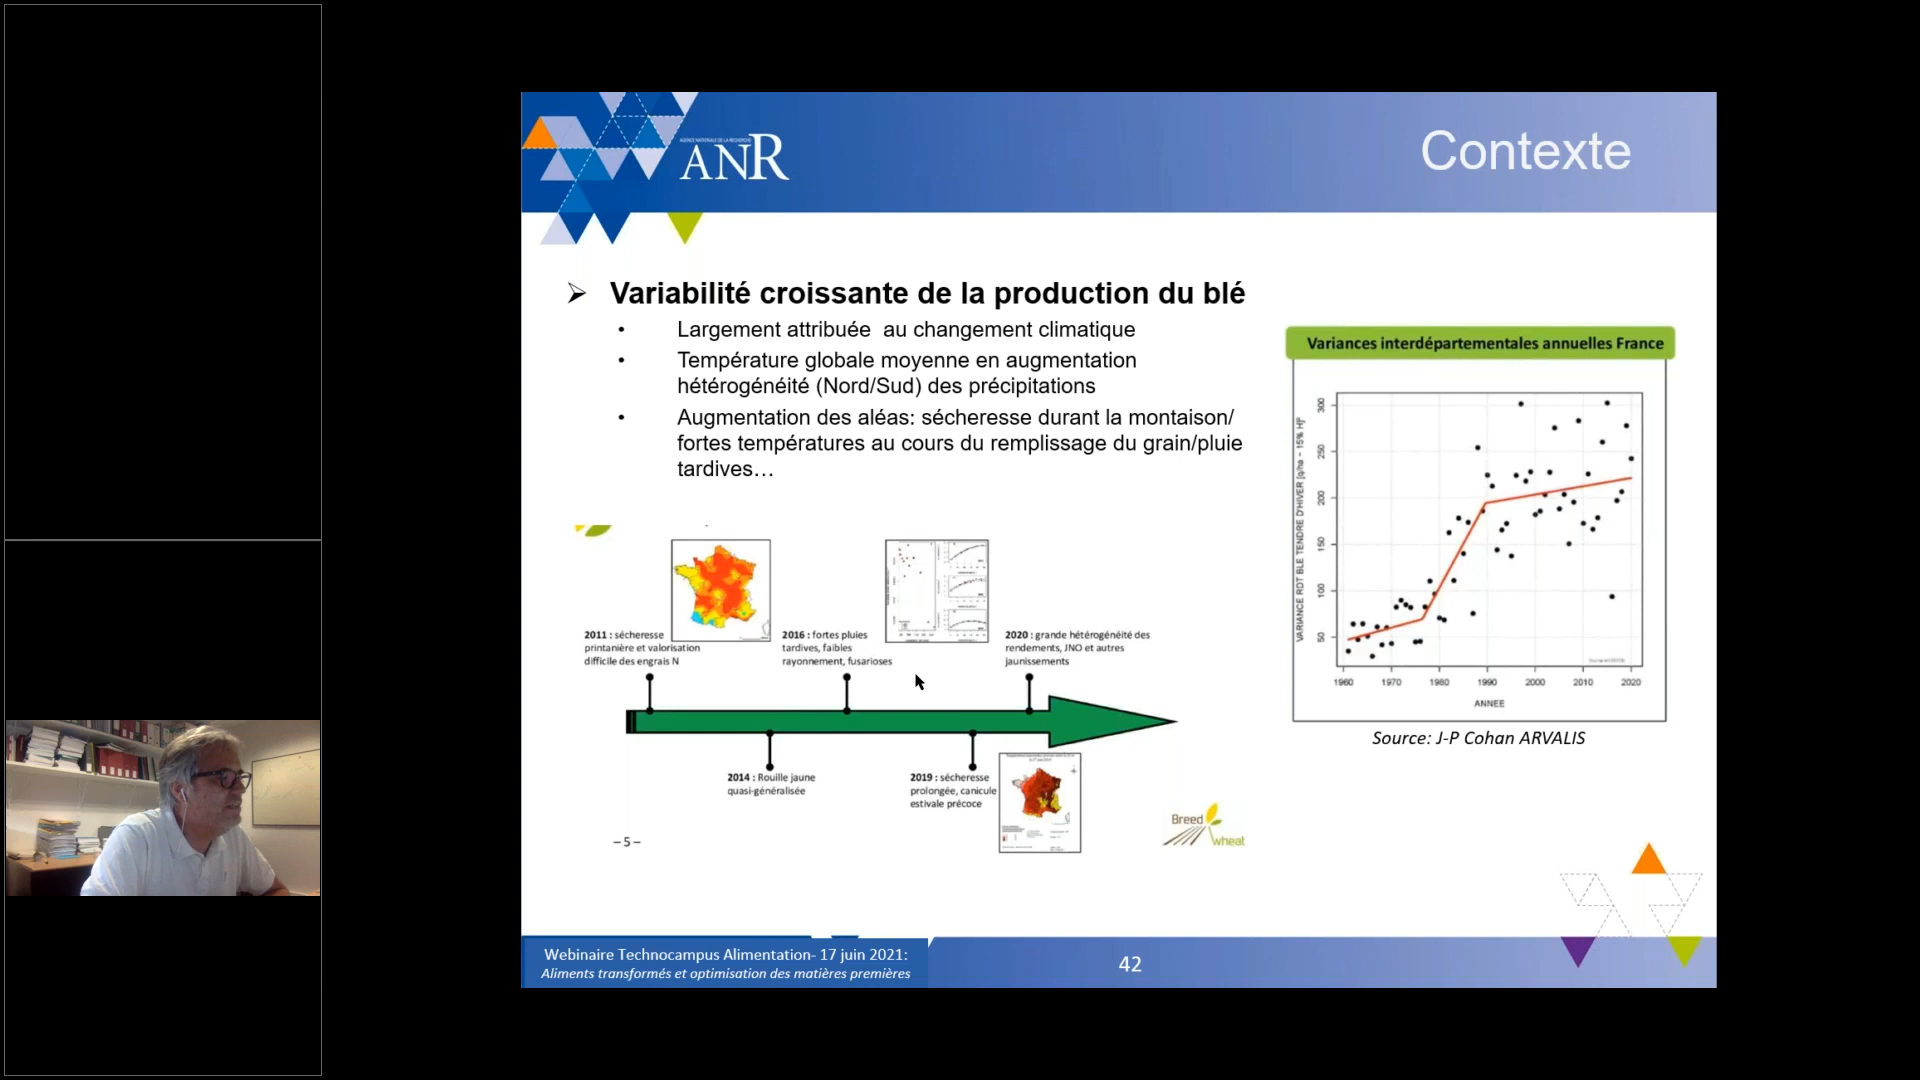 AGENCE NATIONALE DE LA RECHERCHE
ANR
Contexte
➢ Variabilité croissante de la production du blé
• Largement attribuée  au changement climatique
• Température globale moyenne en augmentation
hétérogénéité (Nord/Sud) des précipitations
• Augmentation des aléas: sécheresse durant la montaison/
fortes températures au cours du remplissage du grain/pluie
tardives…
2011 : sécheresse
printanière et valorisation
difficile des engrais N
2016 : fortes pluies
tardives, faibles
rayonnement, fusarioses
2020 : grande hétérogénéité des
rendements, JNO et autres
jaunissements
2014 : Rouille jaune
quasi-généralisée
2019 : sécheresse
prolongée, canicule
estivale précoce
– 5 –
Breed
wheat
Variances interdépartementales annuelles France
VARIANCE RDT BLE TENDRE D'HIVER [q/ha – 15% H]²
300
250
200
150
100
50
1960 1970 1980 1990 2000 2010 2020
ANNEE
Source: J-P Cohan ARVALIS
Webinaire Technocampus Alimentation- 17 juin 2021:
Aliments transformés et optimisation des matières premières
42